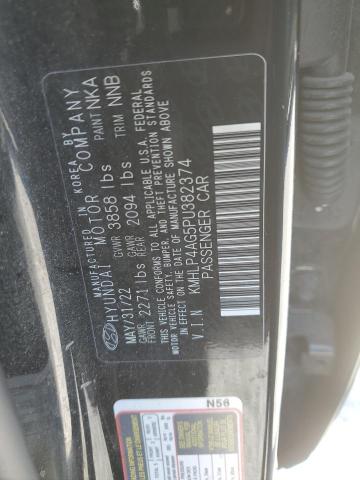 MANUFACTURED IN KOREA BY
HYUNDAI MOTOR COMPANY
MAY/31/22 GVWR 3858 lbs PAINT NKA
GAWR FRONT 2271 lbs GAWR REAR 2094 lbs TRIM NNB
THIS VEHICLE CONFORMS TO ALL APPLICABLE U.S.A. FEDERAL
MOTOR VEHICLE SAFETY, BUMPER, AND THEFT PREVENTION STANDARDS
IN EFFECT ON THE DATE OF MANUFACTURE SHOWN ABOVE
V.I.N KMHLP4AG5PU382374
PASSENGER CAR
N56